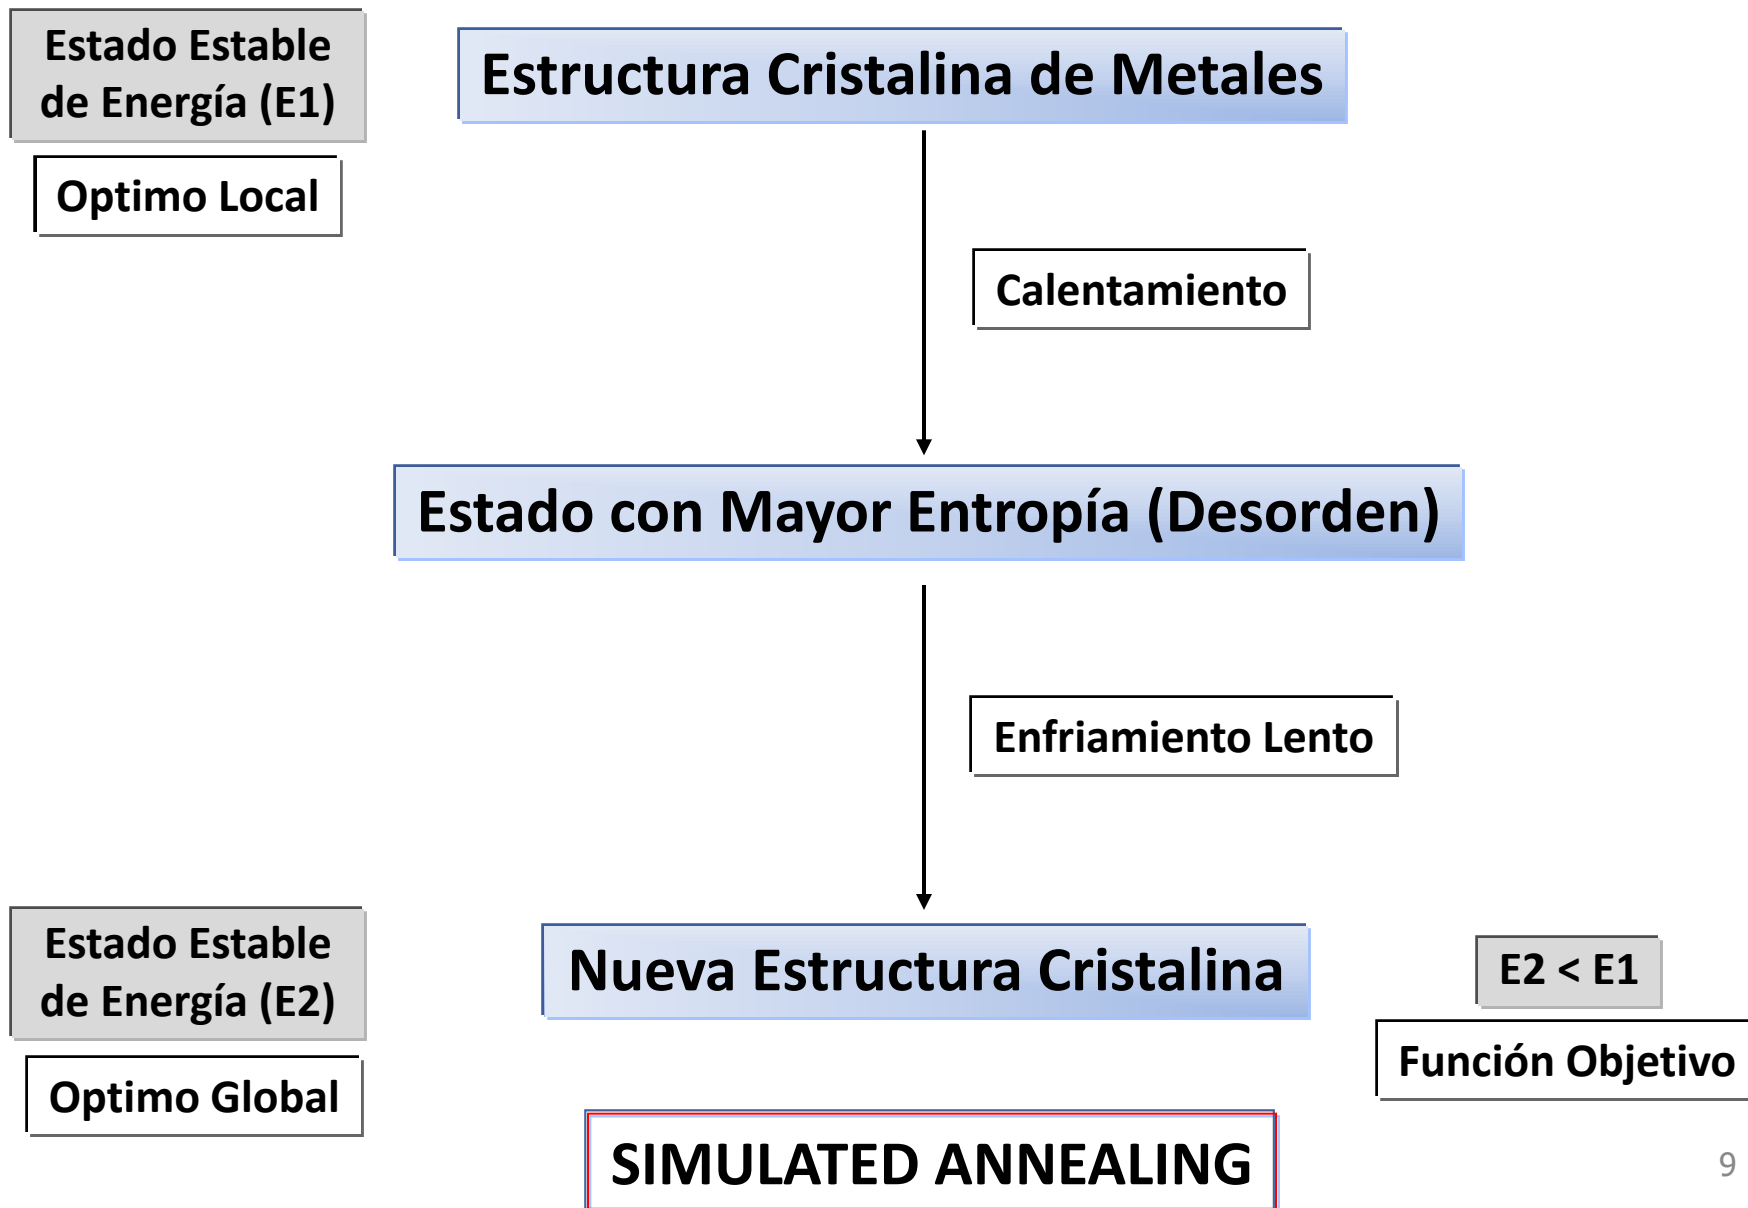 Estado Estable
de Energía (E1)
Estructura Cristalina de Metales
Optimo Local
Calentamiento
Estado con Mayor Entropía (Desorden)
Enfriamiento Lento
Estado Estable
de Energía (E2)
Nueva Estructura Cristalina
E2 < E1
Función Objetivo
Optimo Global
SIMULATED ANNEALING
9